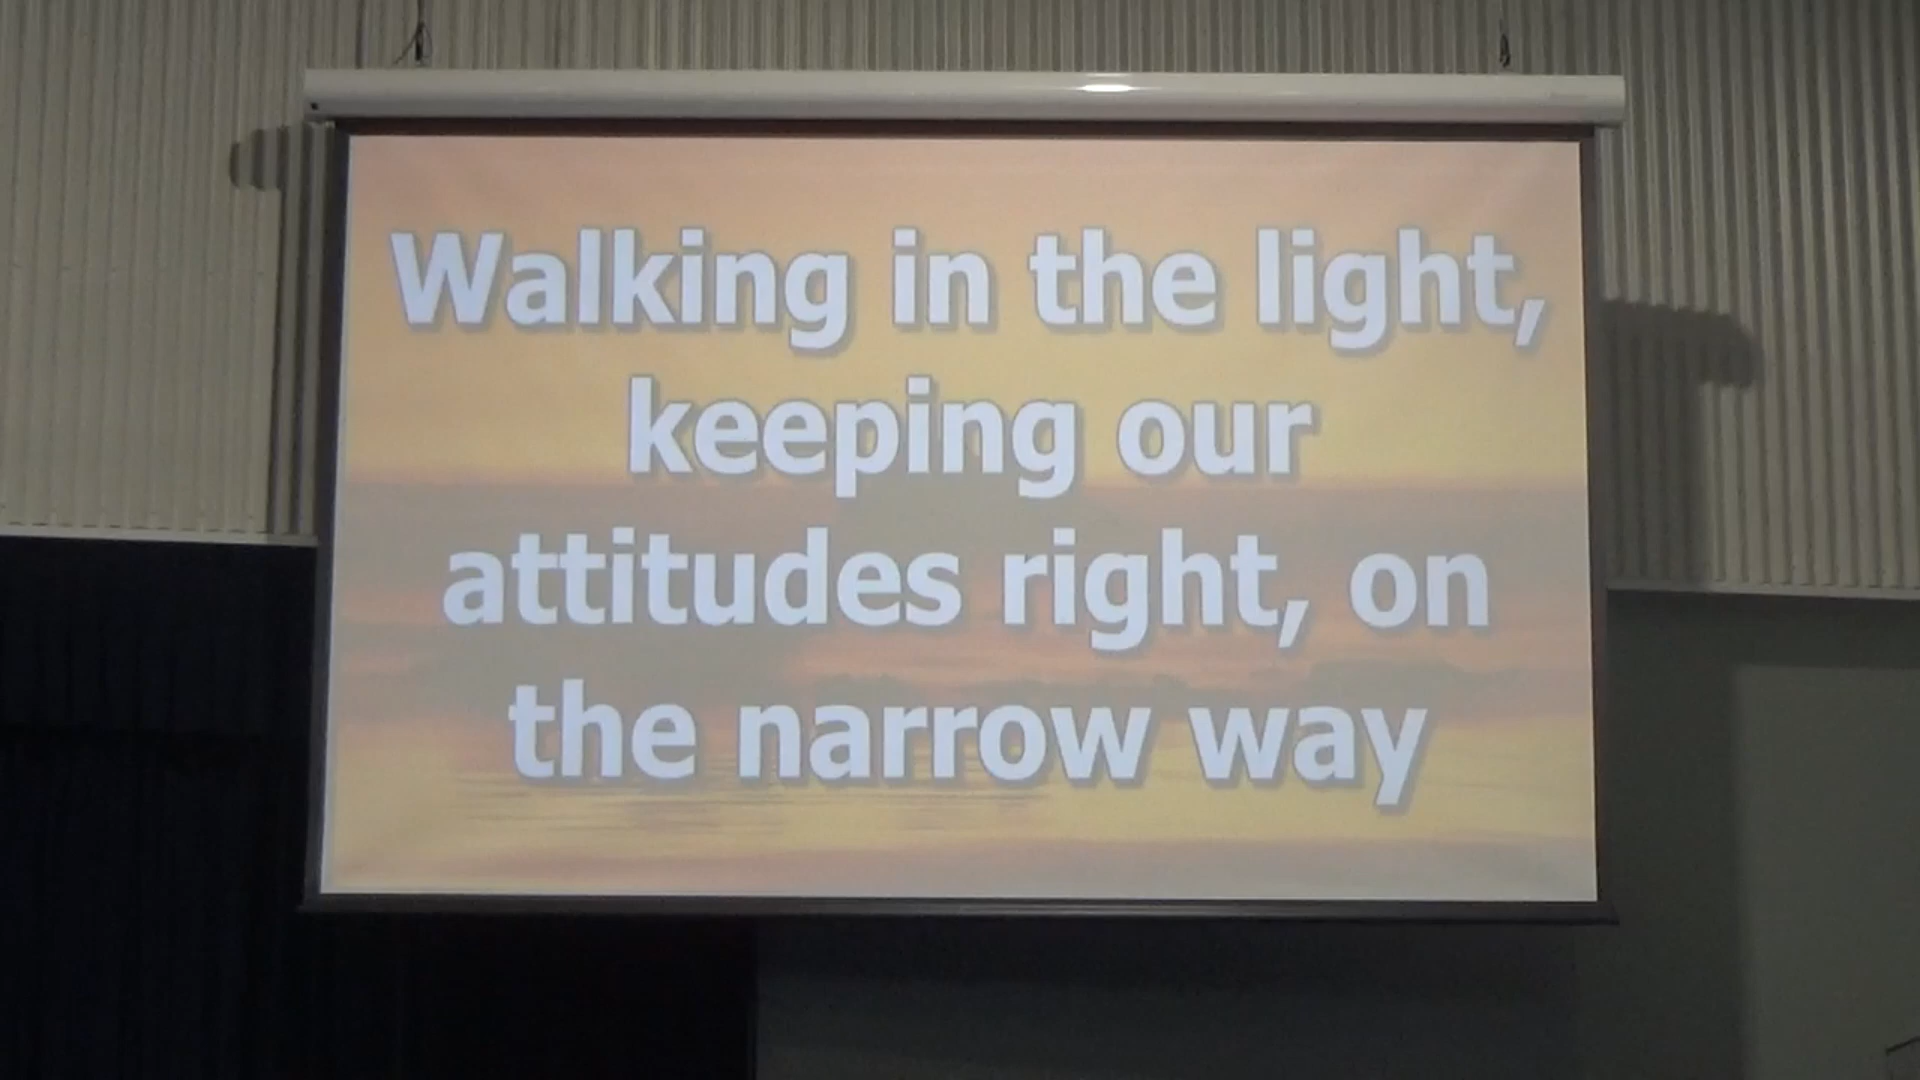 Walking in the light,
keeping our
attitudes right, on
the narrow way